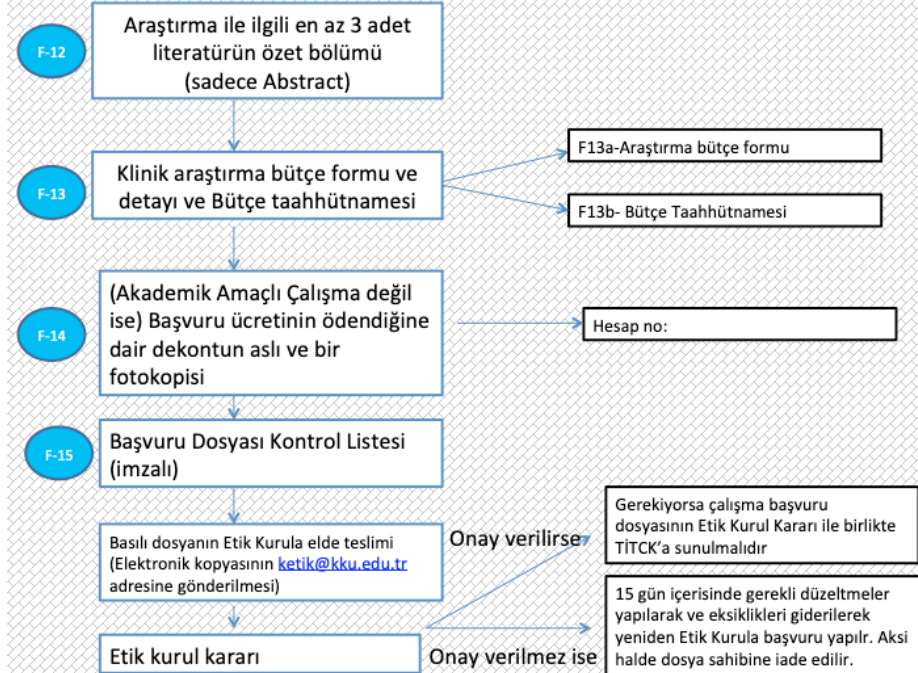 F-12
Araştırma ile ilgili en az 3 adet
literatürün özet bölümü
(sadece Abstract)
F-13
Klinik araştırma bütçe formu ve
detayı ve Bütçe taahhütnamesi
F13a-Araştırma bütçe formu
F13b- Bütçe Taahhütnamesi
F-14
(Akademik Amaçlı Çalışma değil
ise) Başvuru ücretinin ödendiğine
dair dekontun aslı ve bir
fotokopisi
Hesap no:
F-15
Başvuru Dosyası Kontrol Listesi
(imzalı)
Basılı dosyanın Etik Kurula elde teslimi
(Elektronik kopyasının ketik@kku.edu.tr
adresine gönderilmesi)
Onay verilirse
Gerekiyorsa çalışma başvuru
dosyasının Etik Kurul Kararı ile birlikte
TİTCK'a sunulmalıdır
Etik kurul kararı
Onay verilmez ise
15 gün içerisinde gerekli düzeltmeler
yapılarak ve eksiklikleri giderilerek
yeniden Etik Kurula başvuru yapılr. Aksi
halde dosya sahibine iade edilir.